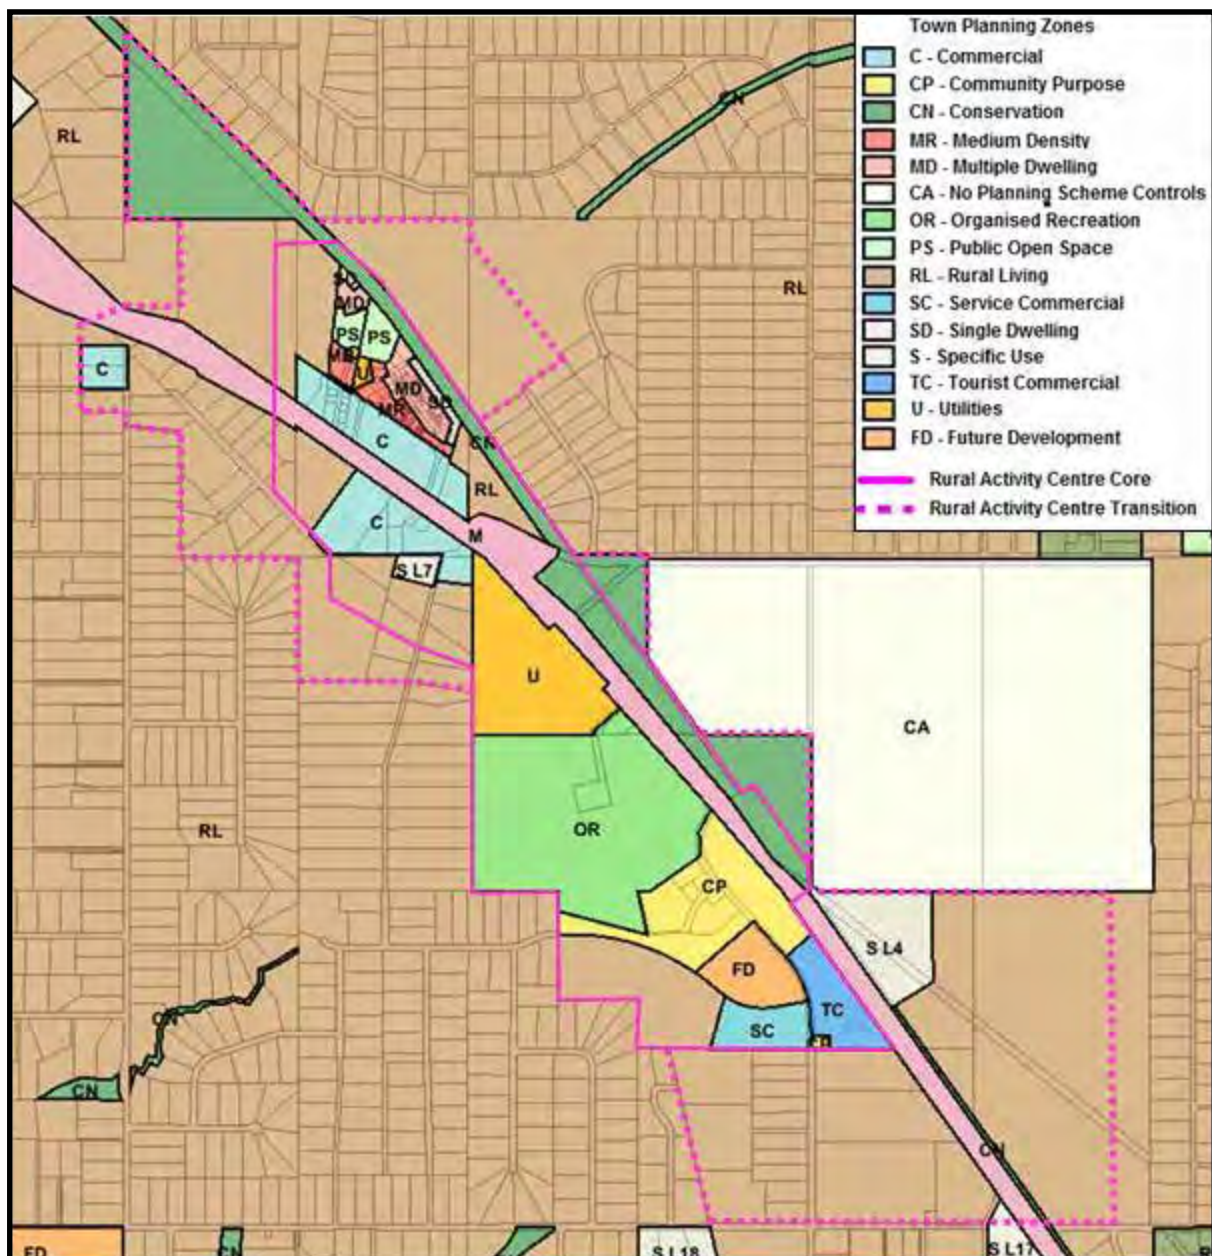 Town Planning Zones
C - Commercial
CP - Community Purpose
CN - Conservation
MR - Medium Density
MD - Multiple Dwelling
CA - No Planning Scheme Controls
OR - Organised Recreation
PS - Public Open Space
RL - Rural Living
SC - Service Commercial
SD - Single Dwelling
S - Specific Use
TC - Tourist Commercial
U - Utilities
FD - Future Development
Rural Activity Centre Core
Rural Activity Centre Transition
CN
RL
RL
MD
PS
PS
C
U
MD
SD
MR
C
CN
RL
C
M
S L7
U
CA
OR
RL
CP
S L4
FD
TC
SC
CN
CN
CN
FD
CN
S L18
S L17